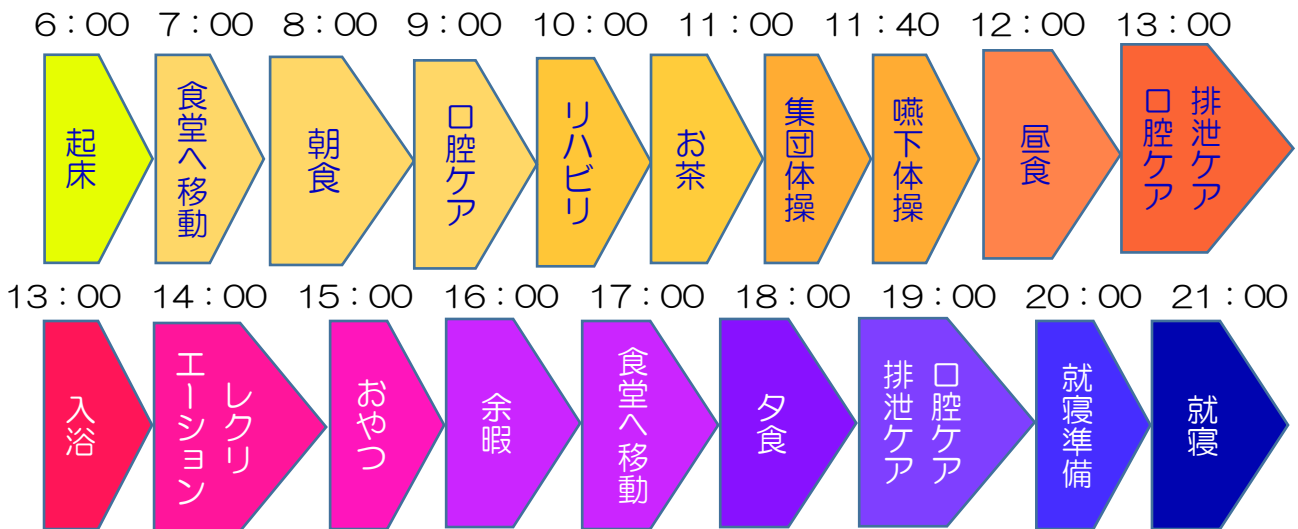 6：00 7：00 8：00 9：00 10：00 11：00 11：40 12：00 13：00
起床
食堂へ移動
朝食
口腔ケア
リハビリ
お茶
集団体操
嚥下体操
昼食
排泄ケア
口腔ケア
13：00 14：00 15：00 16：00 17：00 18：00 19：00 20：00 21：00
入浴
レクリ
エーション
おやつ
余暇
食堂へ移動
夕食
口腔ケア
排泄ケア
就寝準備
就寝